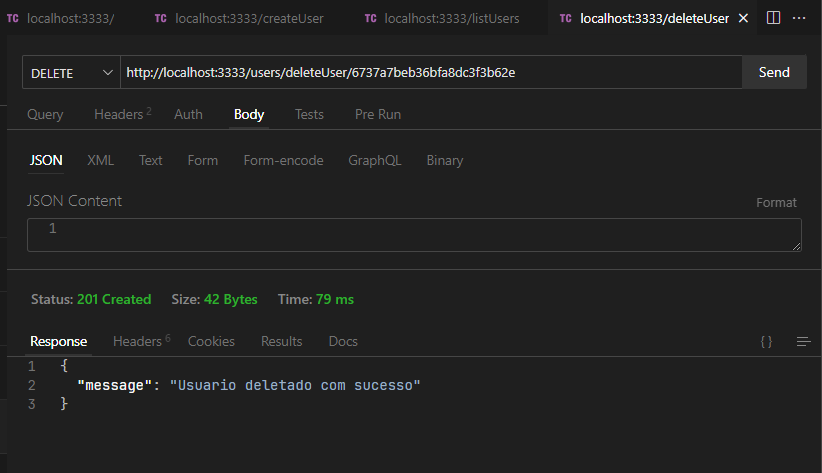 TC localhost:3333/ TC localhost:3333/createUser TC localhost:3333/listUsers TC localhost:3333/deleteUser × ···
DELETE http://localhost:3333/users/deleteUser/6737a7beb36bfa8dc3f3b62e Send
Query Headers 2 Auth Body Tests Pre Run
JSON XML Text Form Form-encode GraphQL Binary
JSON Content Format
1
Status: 201 Created Size: 42 Bytes Time: 79 ms
Response Headers 6 Cookies Results Docs { }
1 {
2 "message": "Usuario deletado com sucesso"
3 }